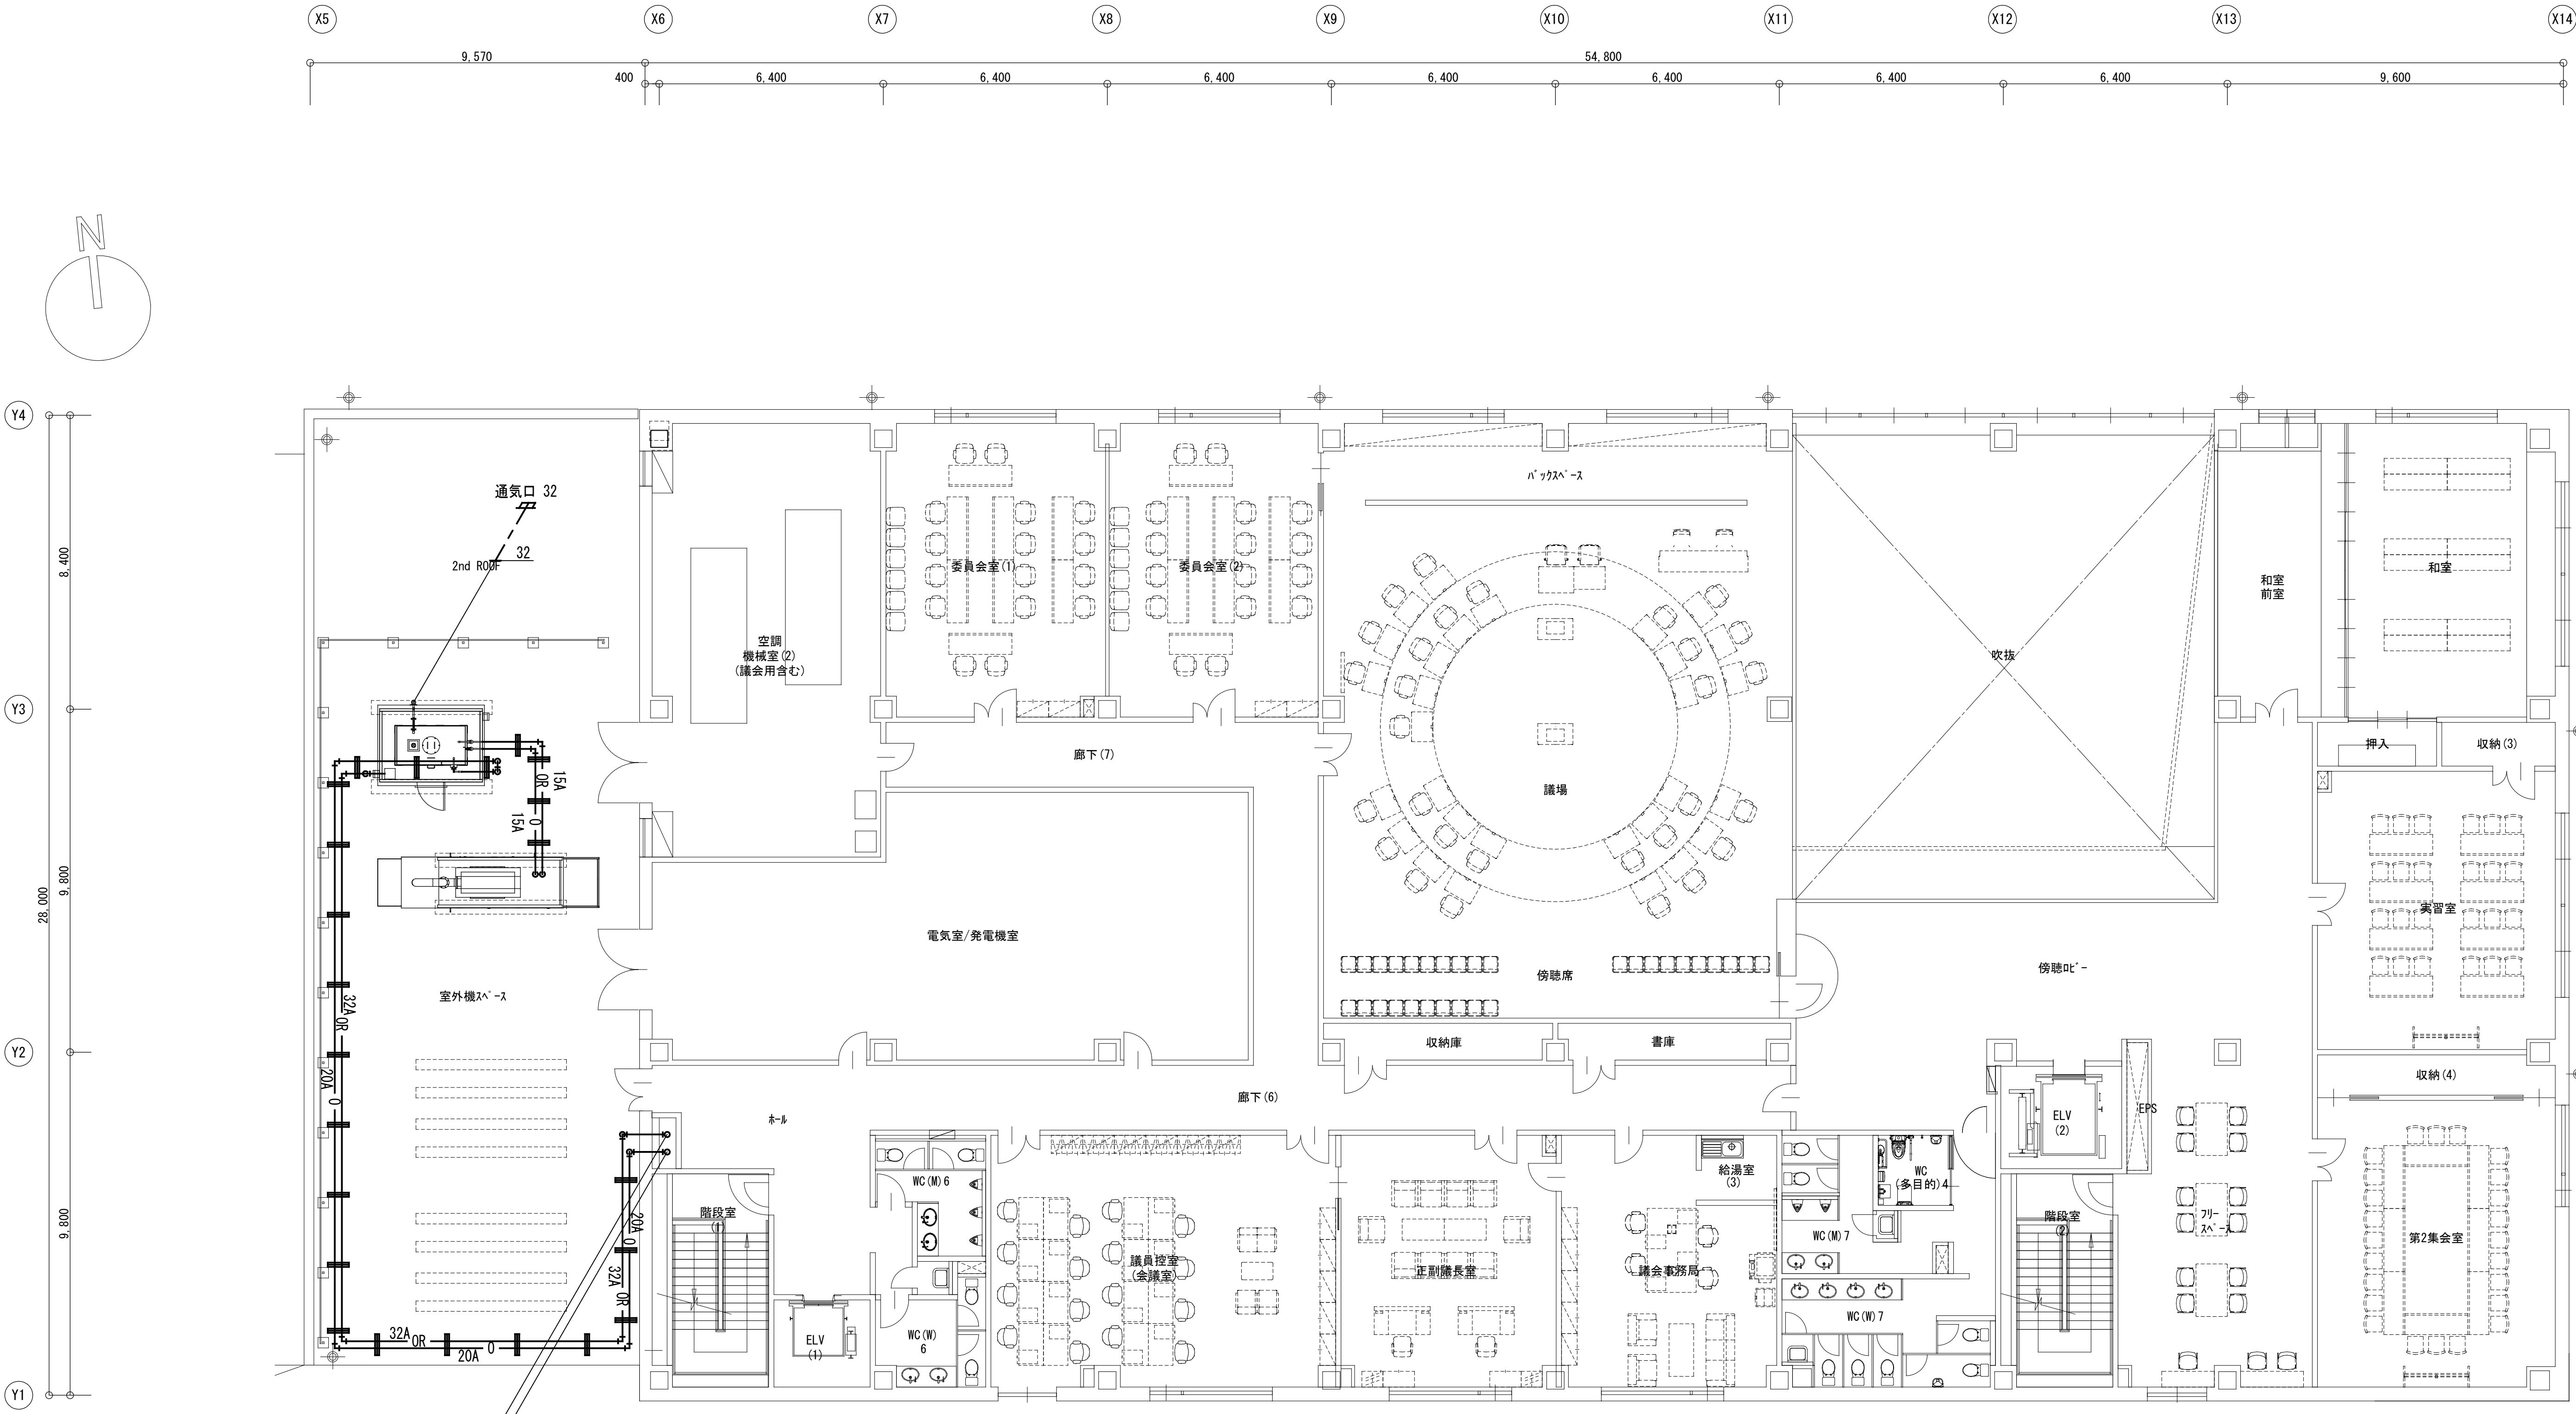 X5 X6 X7 X8 X9 X10 X11 X12 X13 X14
9,570 54,800
400 6,400 6,400 6,400 6,400 6,400 6,400 6,400 9,600
N
Y4
通気口 32
32
2nd ROOF
8,400
バックスペース
委員会室(1)
委員会室(2)
和室
前室
和室
空調
機械室(2)
(議会用含む)
吹抜
Y3
廊下(7)
押入
収納(3)
15A
OR
O
15A
議場
9,800
28,000
電気室/発電機室
実習室
傍聴席
傍聴ロビー
室外機スペース
32A
OR
収納庫
書庫
Y2
20A
O
収納(4)
廊下(6)
ホール
ELV
(2)
EPS
WC(M)6
給湯室
(3)
WC
(多目的)4
階段室
(1)
階段室
(2)
フリー
スペース
20A
O
9,800
WC(M)7
第2集会室
議員控室
(会議室)
正副議長室
議会事務局
32A
OR
WC(W)7
32A
OR
O
20A
ELV
(1)
WC(W)
6
Y1